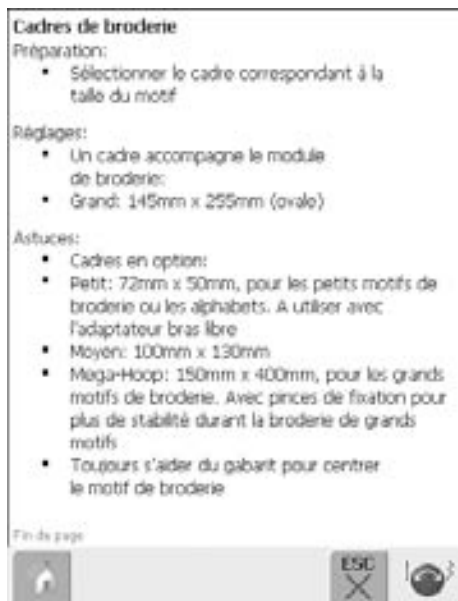 Cadres de broderie
Préparation:
▪ Sélectionner le cadre correspondant à la
taille du motif
Réglages:
▪ Un cadre accompagne le module
de broderie:
▪ Grand: 145mm x 255mm (ovale)
Astuces:
▪ Cadres en option:
▪ Petit: 72mm x 50mm, pour les petits motifs de
broderie ou les alphabets. A utiliser avec
l'adaptateur bras libre
▪ Moyen: 100mm x 130mm
▪ Mega-Hoop: 150mm x 400mm, pour les grands
motifs de broderie. Avec pinces de fixation pour
plus de stabilité durant la broderie de grands
motifs
▪ Toujours s'aider du gabarit pour centrer
le motif de broderie
Fin de page
ESC